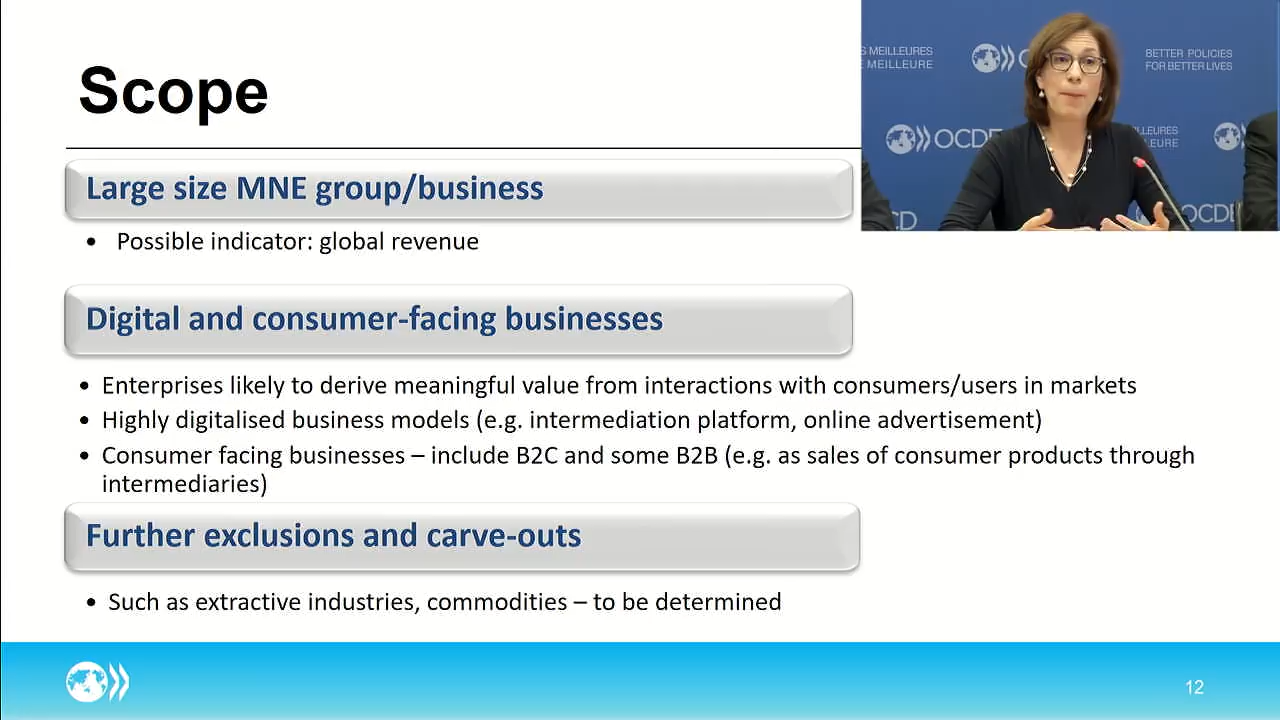 Scope
Large size MNE group/business
• Possible indicator: global revenue
Digital and consumer-facing businesses
• Enterprises likely to derive meaningful value from interactions with consumers/users in markets
• Highly digitalised business models (e.g. intermediation platform, online advertisement)
• Consumer facing businesses – include B2C and some B2B (e.g. as sales of consumer products through
intermediaries)
Further exclusions and carve-outs
• Such as extractive industries, commodities – to be determined
12
MEILLEURES
MEILLEURE
BETTER POLICIES
FOR BETTER LIVES
OCDE
OCDE